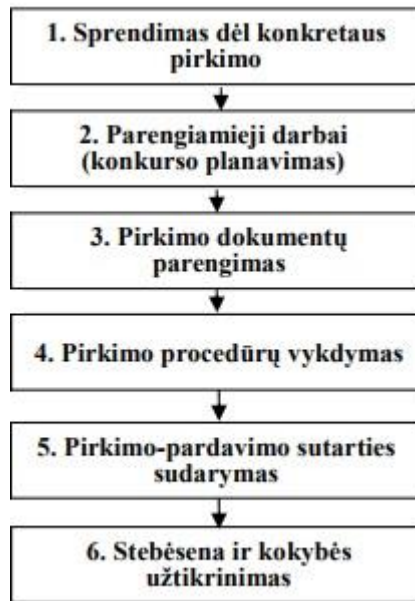 1. Sprendimas dėl konkretaus
pirkimo
2. Parengiamieji darbai
(konkurso planavimas)
3. Pirkimo dokumentų
parengimas
4. Pirkimo procedūrų vykdymas
5. Pirkimo-pardavimo sutarties
sudarymas
6. Stebėsena ir kokybės
užtikrinimas